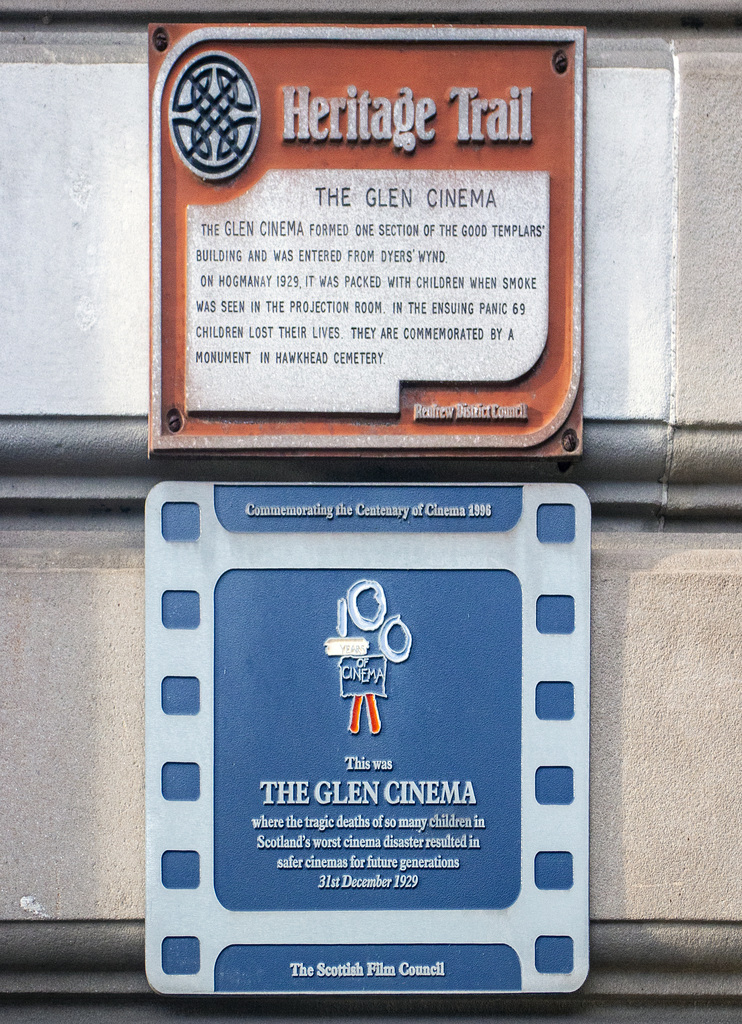 Heritage Trail
THE GLEN CINEMA
THE GLEN CINEMA FORMED ONE SECTION OF THE GOOD TEMPLARS'
BUILDING AND WAS ENTERED FROM DYERS' WYND.
ON HOGMANAY 1929, IT WAS PACKED WITH CHILDREN WHEN SMOKE
WAS SEEN IN THE PROJECTION ROOM. IN THE ENSUING PANIC 69
CHILDREN LOST THEIR LIVES. THEY ARE COMMEMORATED BY A
MONUMENT IN HAWKHEAD CEMETERY.
Renfrew District Council
Commemorating the Centenary of Cinema 1996
100
YEARS
OF
CINEMA
This was
THE GLEN CINEMA
where the tragic deaths of so many children in
Scotland's worst cinema disaster resulted in
safer cinemas for future generations
31st December 1929
The Scottish Film Council